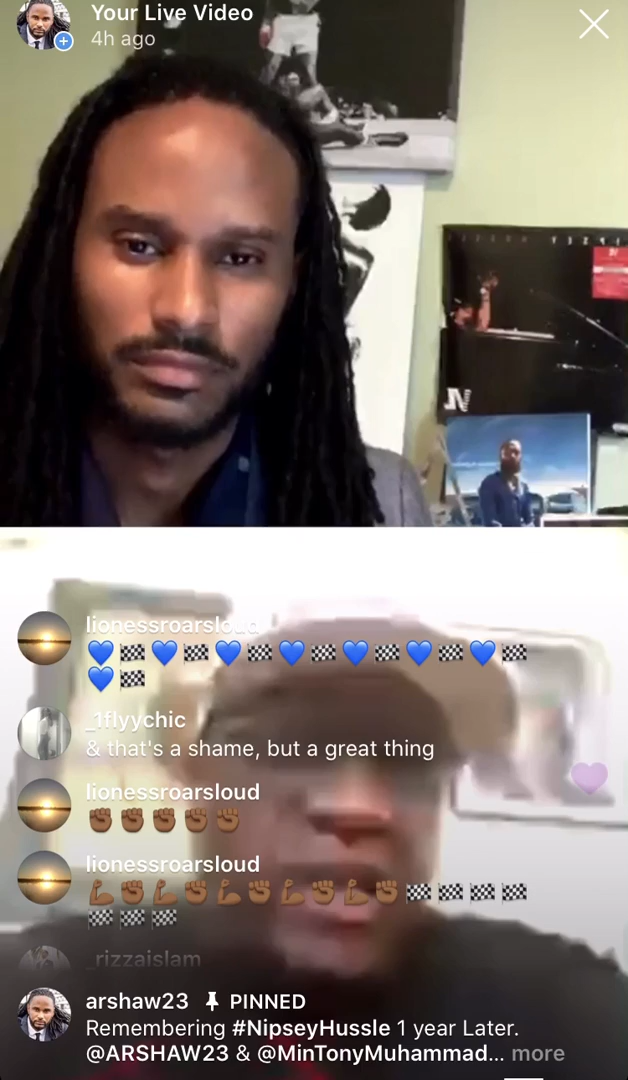 Your Live Video
4h ago
lionessroarsloud
💙🏁💙🏁💙🏁💙🏁💙🏁💙🏁💙🏁
💙🏁
_1flyychic
& that's a shame, but a great thing
lionessroarsloud
✊🏾✊🏾✊🏾✊🏾✊🏾
lionessroarsloud
💪🏾✊🏾💪🏾✊🏾💪🏾✊🏾💪🏾✊🏾💪🏾✊🏾🏁🏁🏁🏁
🏁🏁🏁
_rizzaislam
arshaw23 📌 PINNED
Remembering #NipseyHussle 1 year Later.
@ARSHAW23 & @MinTonyMuhammad... more